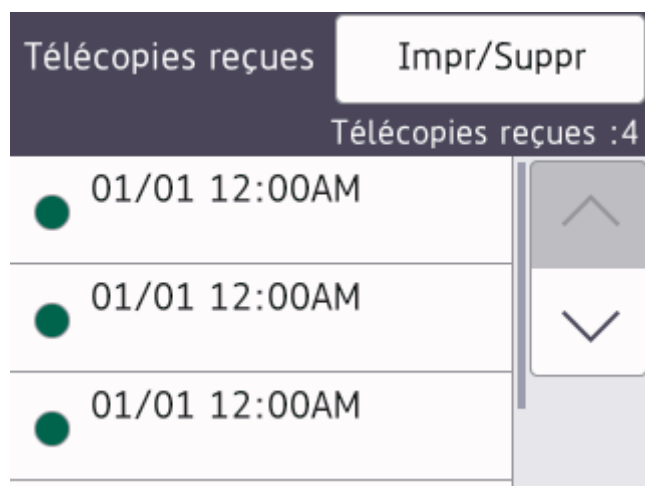 Télécopies reçues
Impr/Suppr
Télécopies reçues :4
01/01 12:00AM
01/01 12:00AM
01/01 12:00AM